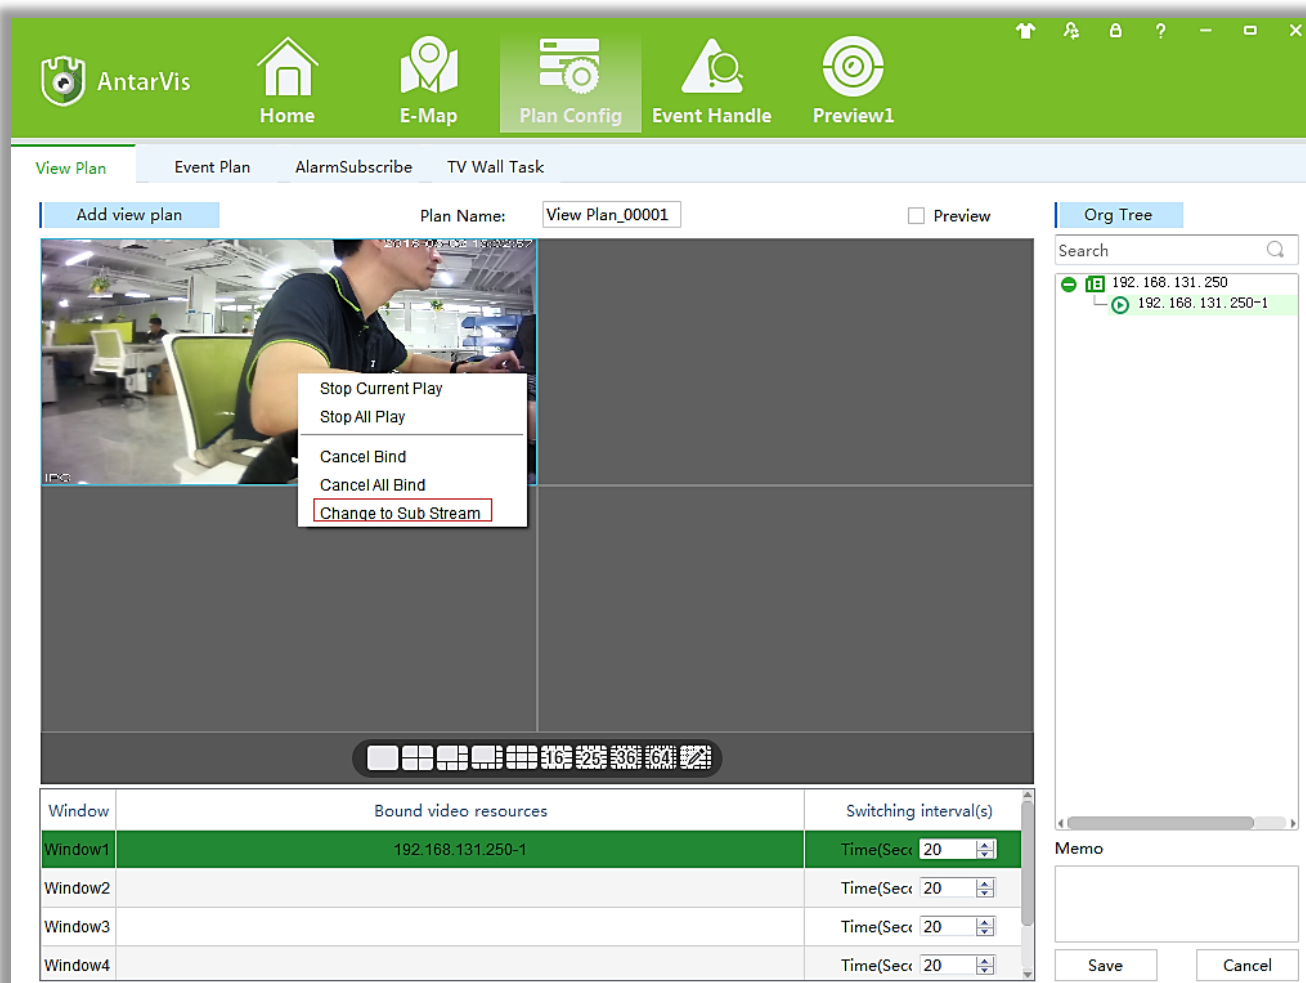 AntarVis
Home
E-Map
Plan Config
Event Handle
Preview1
?
View Plan
Event Plan
AlarmSubscribe
TV Wall Task
Add view plan
Plan Name:
View Plan_00001
Preview
Org Tree
Search
192.168.131.250
192.168.131.250-1
IPC
Stop Current Play
Stop All Play
Cancel Bind
Cancel All Bind
Change to Sub Stream
16 25 36 64
Window Bound video resources Switching interval(s)
Window1 192.168.131.250-1 Time(Sec 20
Window2 Time(Sec 20
Window3 Time(Sec 20
Window4 Time(Sec 20
Memo
Save
Cancel